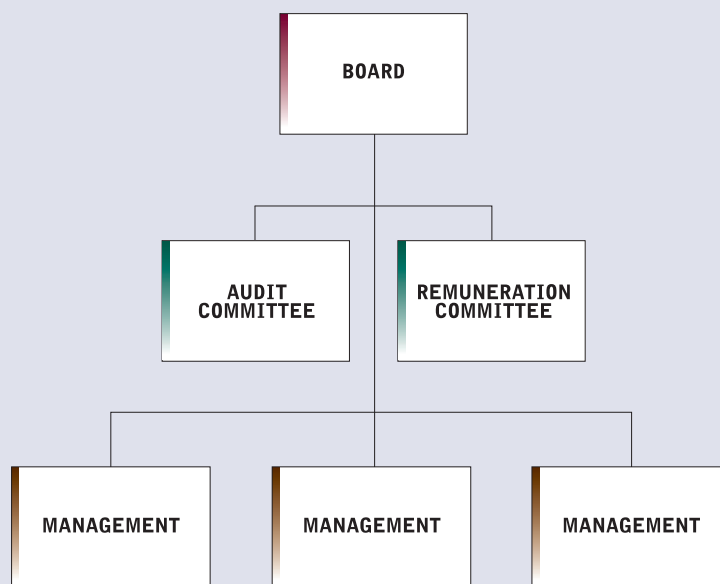 BOARD
AUDIT
COMMITTEE
REMUNERATION
COMMITTEE
MANAGEMENT
MANAGEMENT
MANAGEMENT